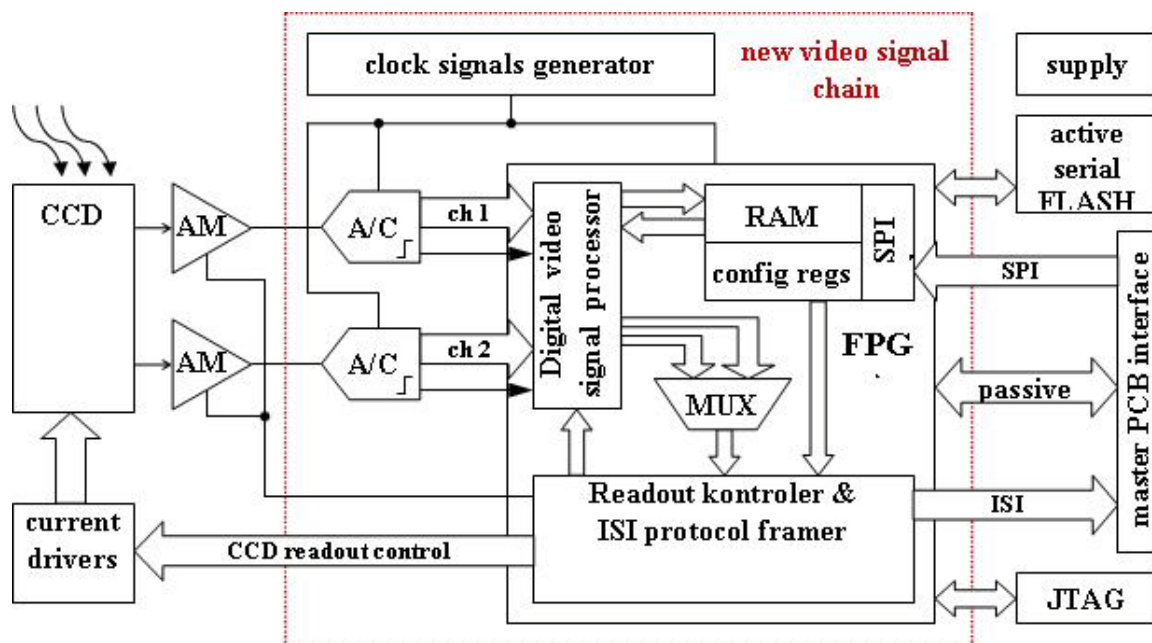 clock signals generator
new video signal
chain
supply
active
serial
FLASH
CCD
AM
A/C
ch 1
Digital video
signal processor
RAM
SPI
config regs
SPI
AM
A/C
ch 2
FPG
MUX
passive
master PCB interface
Readout kontroler &
ISI protocol framer
ISI
current
drivers
CCD readout control
JTAG